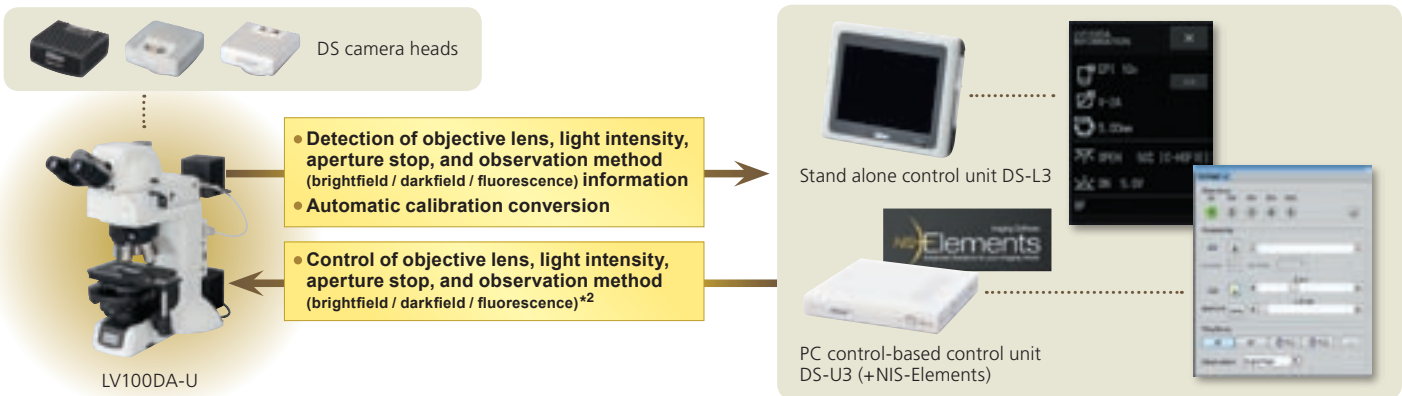 DS camera heads
• Detection of objective lens, light intensity,
aperture stop, and observation method
(brightfield / darkfield / fluorescence) information
• Automatic calibration conversion
• Control of objective lens, light intensity,
aperture stop, and observation method
(brightfield / darkfield / fluorescence)*2
LV100DA-U
Stand alone control unit DS-L3
NIS Elements
PC control-based control unit
DS-U3 (+NIS-Elements)